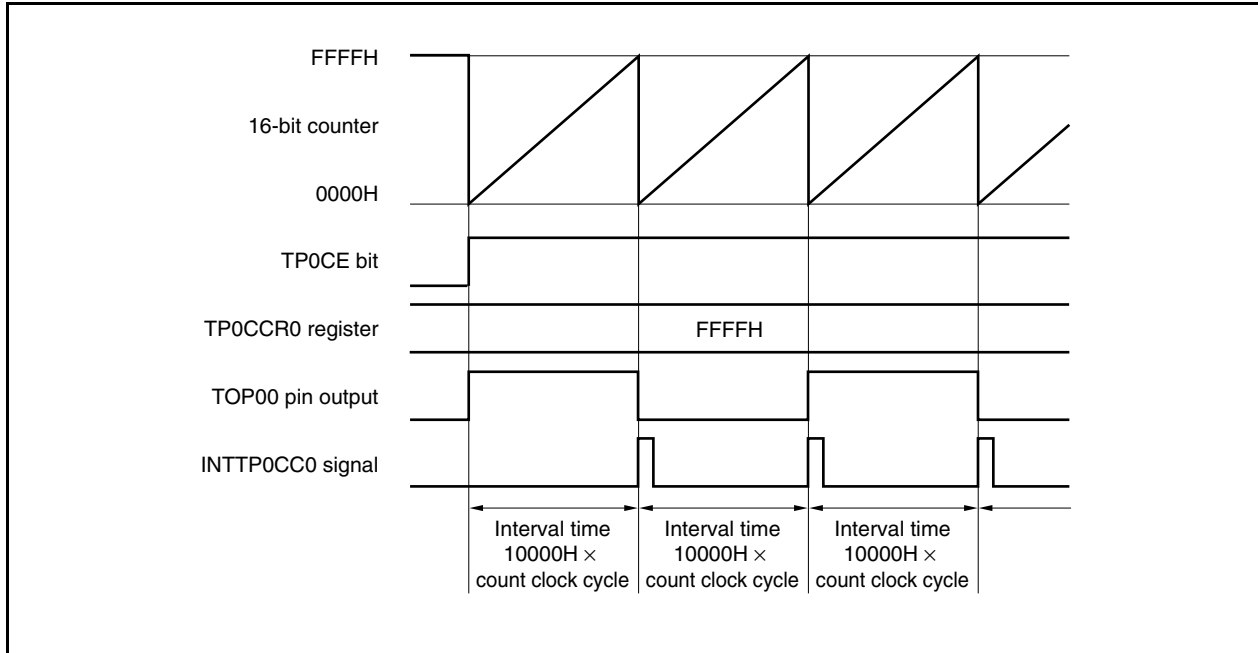 FFFFH
16-bit counter
0000H
TP0CE bit
TP0CCR0 register
FFFFH
TOP00 pin output
INTTP0CC0 signal
Interval time
10000H ×
count clock cycle
Interval time
10000H ×
count clock cycle
Interval time
10000H ×
count clock cycle